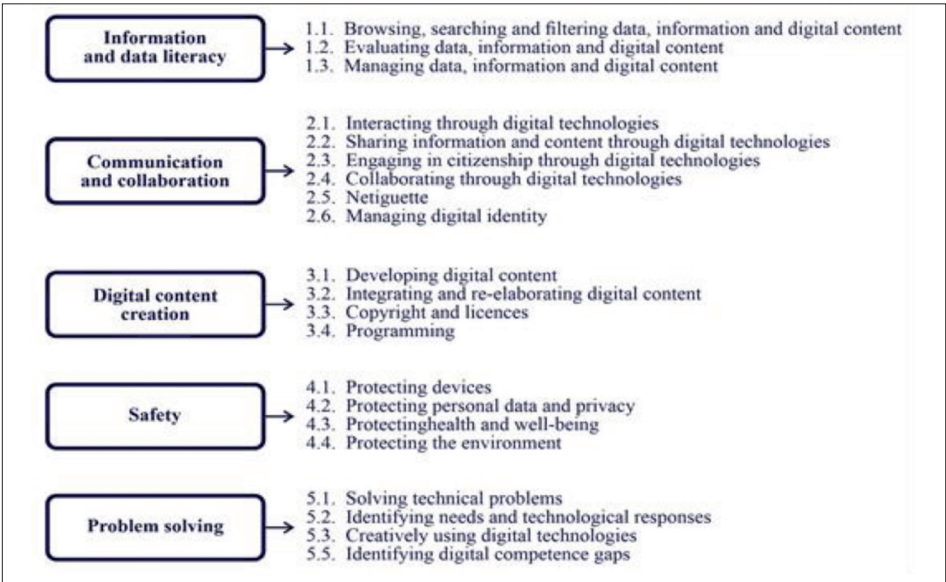 Information
and data literacy
1.1. Browsing, searching and filtering data, information and digital content
1.2. Evaluating data, information and digital content
1.3. Managing data, information and digital content
Communication
and collaboration
2.1. Interacting through digital technologies
2.2. Sharing information and content through digital technologies
2.3. Engaging in citizenship through digital technologies
2.4. Collaborating through digital technologies
2.5. Netiguette
2.6. Managing digital identity
Digital content
creation
3.1. Developing digital content
3.2. Integrating and re-elaborating digital content
3.3. Copyright and licences
3.4. Programming
Safety
4.1. Protecting devices
4.2. Protecting personal data and privacy
4.3. Protectinghealth and well-being
4.4. Protecting the environment
Problem solving
5.1. Solving technical problems
5.2. Identifying needs and technological responses
5.3. Creatively using digital technologies
5.5. Identifying digital competence gaps